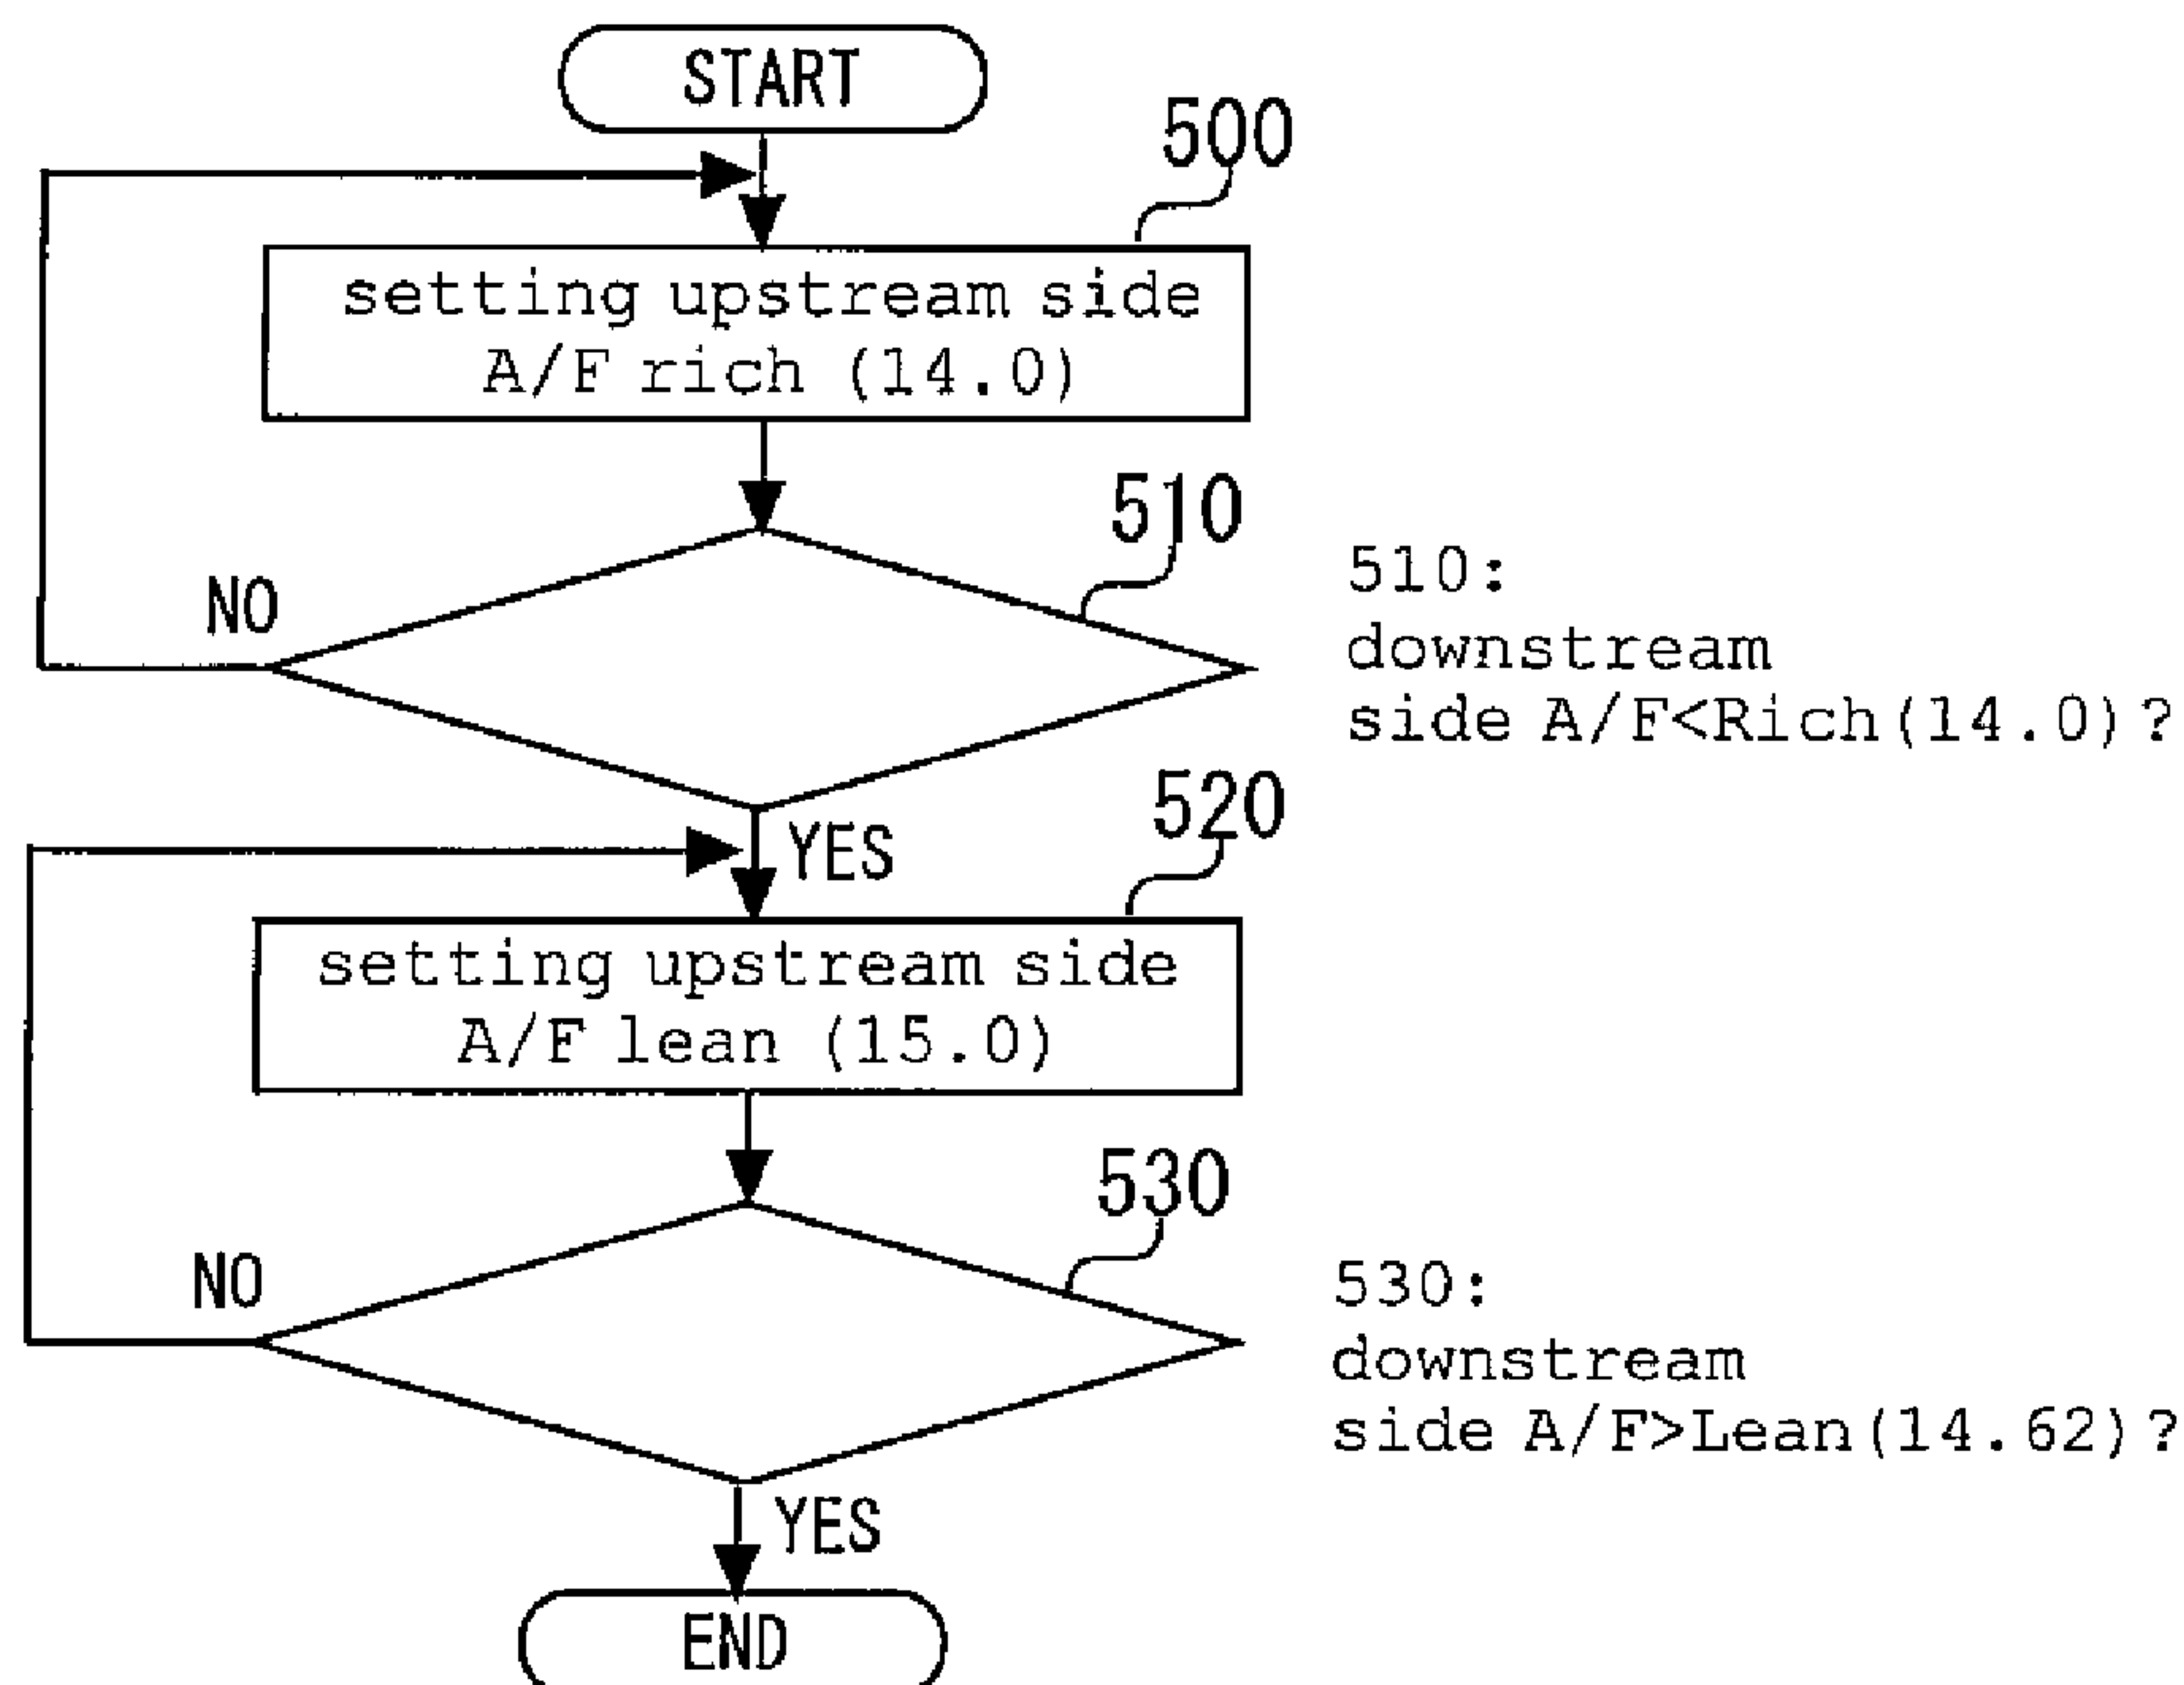 START
500
setting upstream side
A/F rich (14.0)
510
NO
510:
downstream
side A/F<Rich(14.0)?
520
YES
setting upstream side
A/F lean (15.0)
530
NO
530:
downstream
side A/F>Lean(14.62)?
YES
END